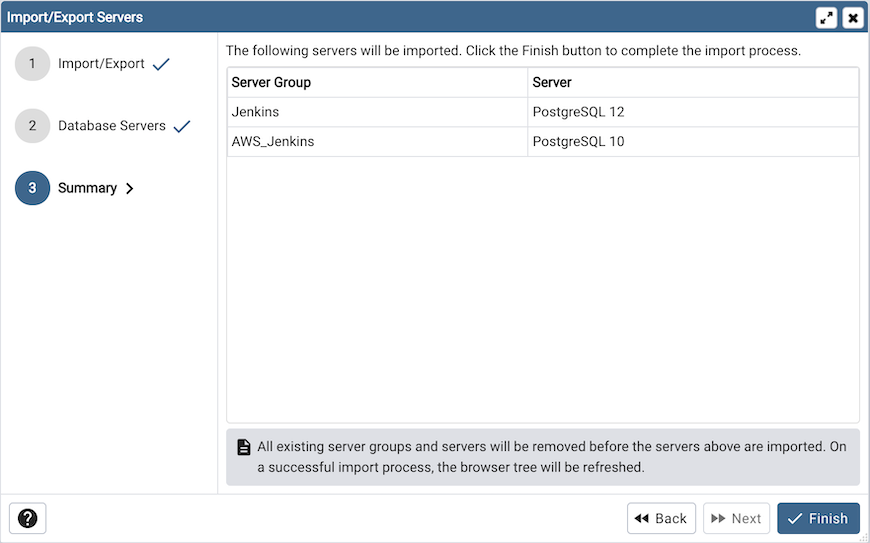 Import/Export Servers
1 Import/Export
2 Database Servers
3 Summary
The following servers will be imported. Click the Finish button to complete the import process.
Server Group Server
Jenkins PostgreSQL 12
AWS_Jenkins PostgreSQL 10
All existing server groups and servers will be removed before the servers above are imported. On
a successful import process, the browser tree will be refreshed.
? Back Next Finish